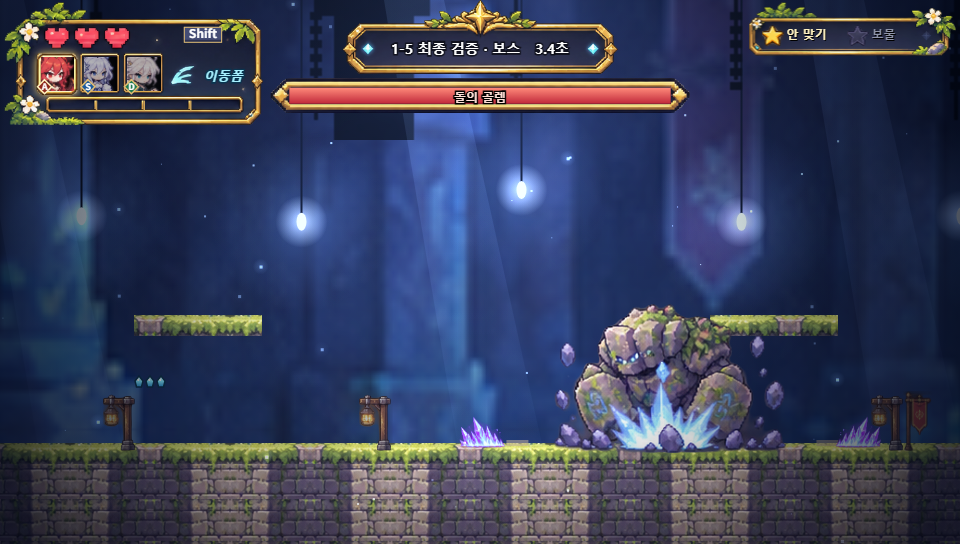 Shift
A S D
이동폼
1-5 최종 검증 · 보스 3.4초
돌의 골렘
안 맞기
보물